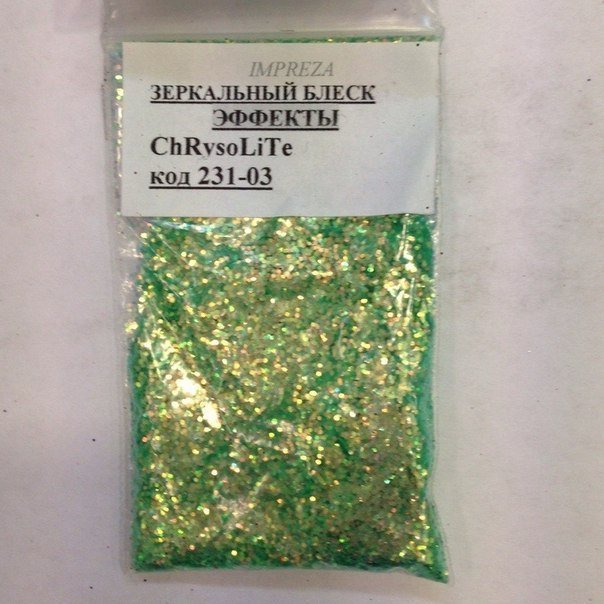 IMPREZA
ЗЕРКАЛЬНЫЙ БЛЕСК
ЭФФЕКТЫ
ChRysoLiTe
код 231-03